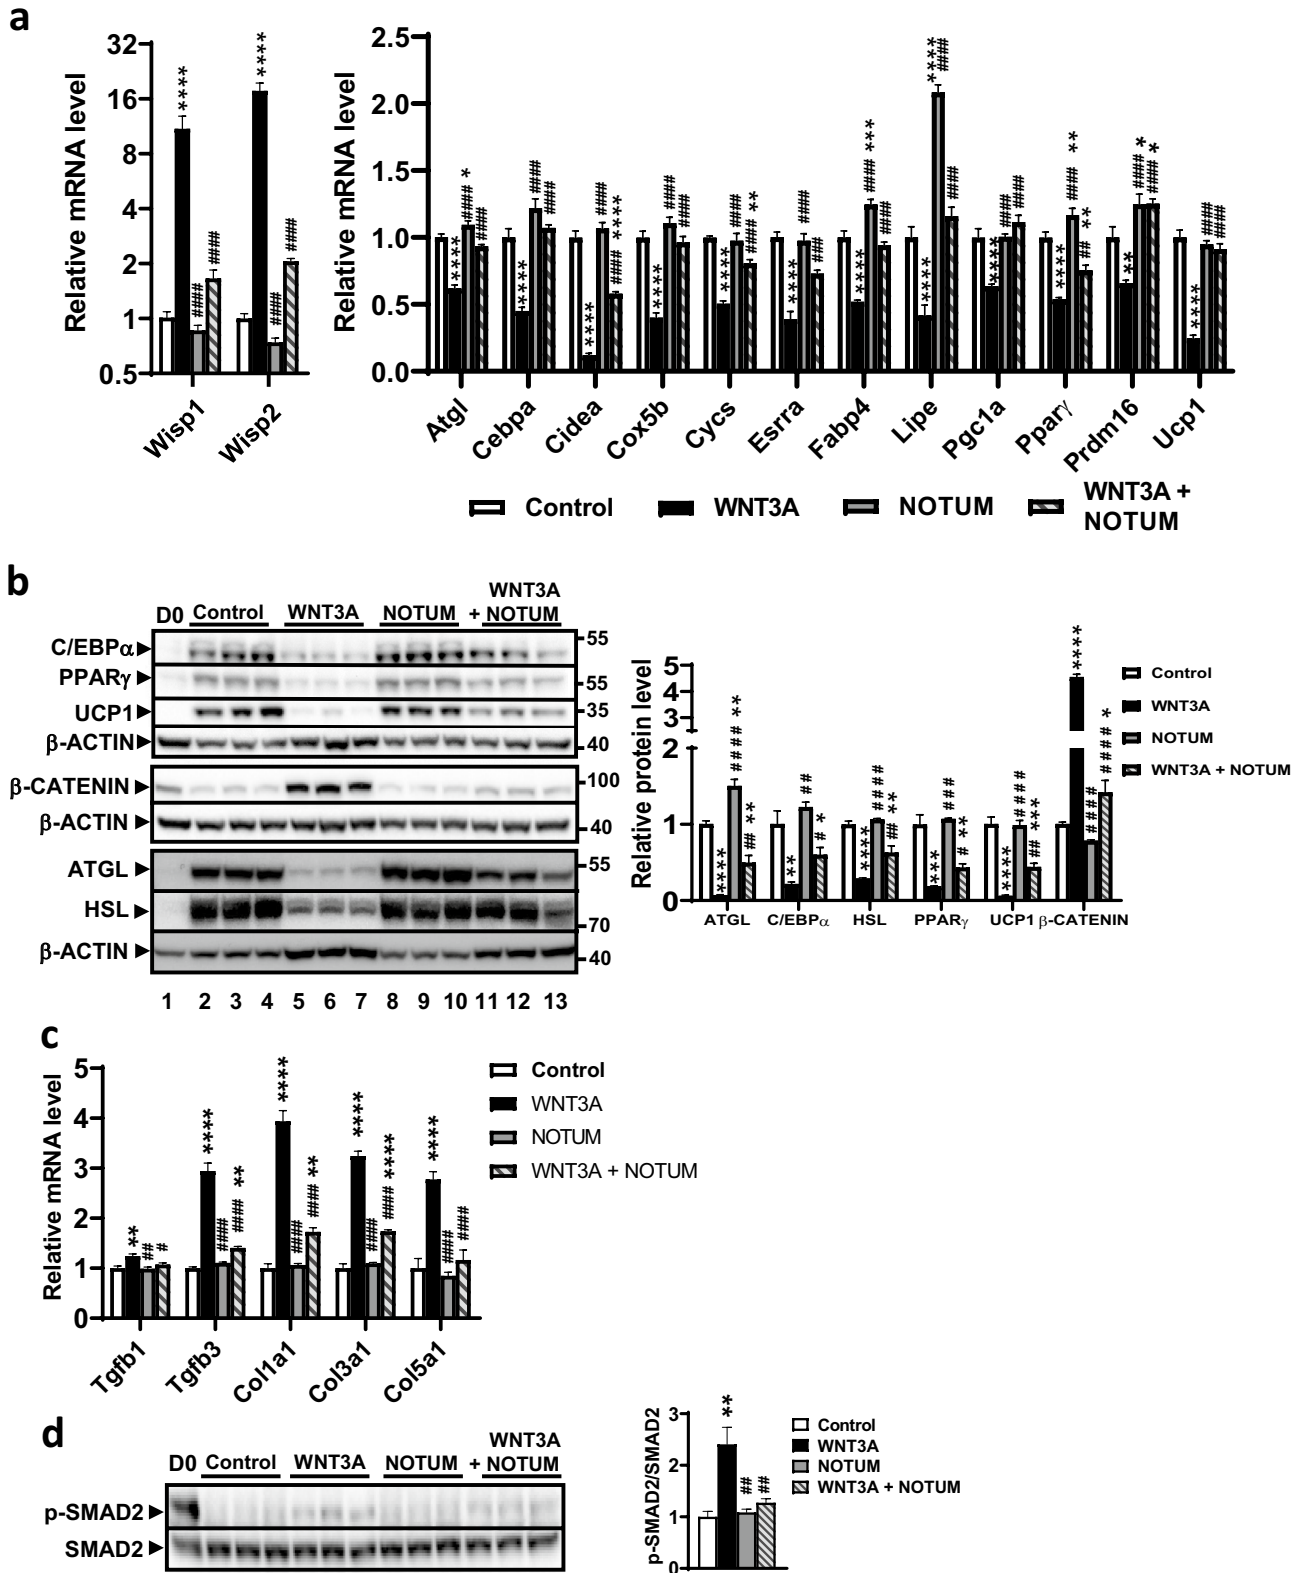 a
Relative mRNA level
32
16
8
4
2
1
0.5
****
####
####
****
####
####
Wisp1
Wisp2
Relative mRNA level
2.5
2.0
1.5
1.0
0.5
0.0
****
#### *
####
****
####
####
****
####
#### ****
****
####
####
****
####
#### **
****
####
###
****
#### ***
####
****
#### ****
####
****
####
####
****
#### **
## **
**
#### *
#### *
****
####
####
Atgl
Cebpa
Cidea
Cox5b
Cycs
Esrra
Fabp4
Lipe
Pgc1a
Pparγ
Prdm16
Ucp1
Control
WNT3A
NOTUM
WNT3A +
NOTUM
b
WNT3A
D0 Control WNT3A NOTUM + NOTUM
C/EBPα
55
PPARγ
55
UCP1
35
β-ACTIN
40
β-CATENIN
100
β-ACTIN
40
ATGL
55
HSL
70
β-ACTIN
40
1 2 3 4 5 6 7 8 9 10 11 12 13
Relative protein level
5
4
3
2
1
0
****
#### **
## **
**
##
# *
****
####
## **
***
###
# **
****
####
## ***
****
####
#### *
ATGL
C/EBPα
HSL
PPARγ
UCP1
β-CATENIN
Control
WNT3A
NOTUM
WNT3A + NOTUM
c
Relative mRNA level
5
4
3
2
1
0
**
##
#
****
####
#### **
****
####
#### **
****
####
#### ****
****
####
####
Tgfb1
Tgfb3
Col1a1
Col3a1
Col5a1
Control
WNT3A
NOTUM
WNT3A + NOTUM
d
WNT3A
D0 Control WNT3A NOTUM + NOTUM
p-SMAD2
SMAD2
p-SMAD2/SMAD2
3
2
1
0
**
##
##
Control
WNT3A
NOTUM
WNT3A + NOTUM